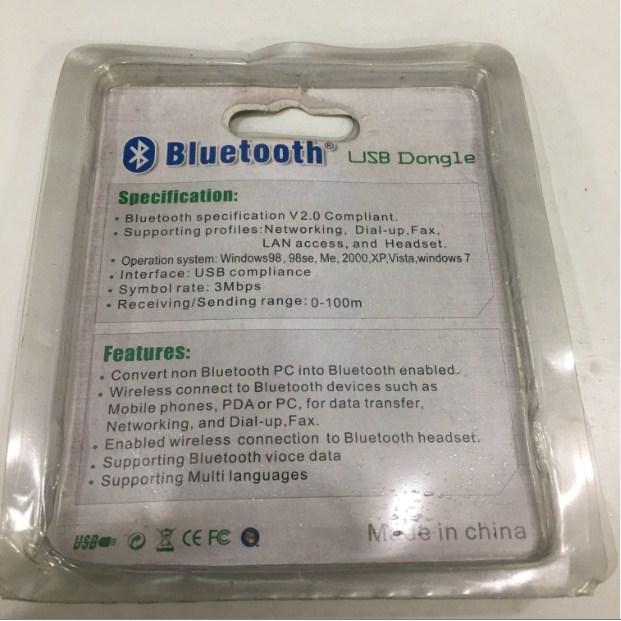 Bluetooth® USB Dongle
Specification:
• Bluetooth specification V2.0 Compliant.
• Supporting profiles:Networking, Dial-up,Fax,
LAN access, and Headset.
• Operation system: Windows98, 98se, Me, 2000,XP,Vista,windows 7
• Interface: USB compliance
• Symbol rate: 3Mbps
• Receiving/Sending range: 0-100m
Features:
• Convert non Bluetooth PC into Bluetooth enabled.
• Wireless connect to Bluetooth devices such as
Mobile phones, PDA or PC, for data transfer,
Networking, and Dial-up,Fax.
• Enabled wireless connection to Bluetooth headset.
• Supporting Bluetooth vioce data
• Supporting Multi languages
USB CE FC
Made in china